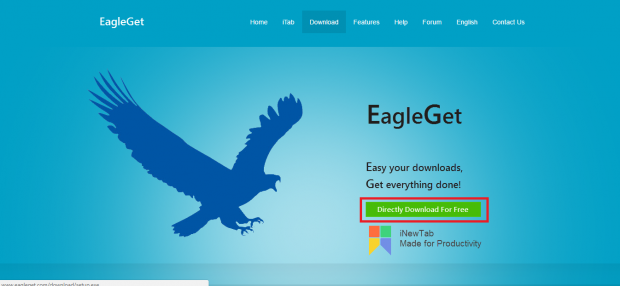 EagleGet
Home iTab Download Features Help Forum English Contact Us
EagleGet
Easy your downloads,
Get everything done!
Directly Download For Free
iNewTab
Made for Productivity